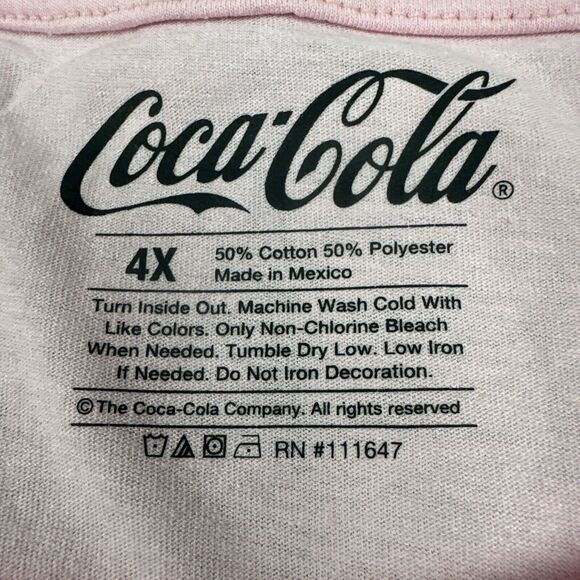 Coca-Cola®
4X
50% Cotton 50% Polyester
Made in Mexico
Turn Inside Out. Machine Wash Cold With
Like Colors. Only Non-Chlorine Bleach
When Needed. Tumble Dry Low. Low Iron
If Needed. Do Not Iron Decoration.
©The Coca-Cola Company. All rights reserved
RN #111647